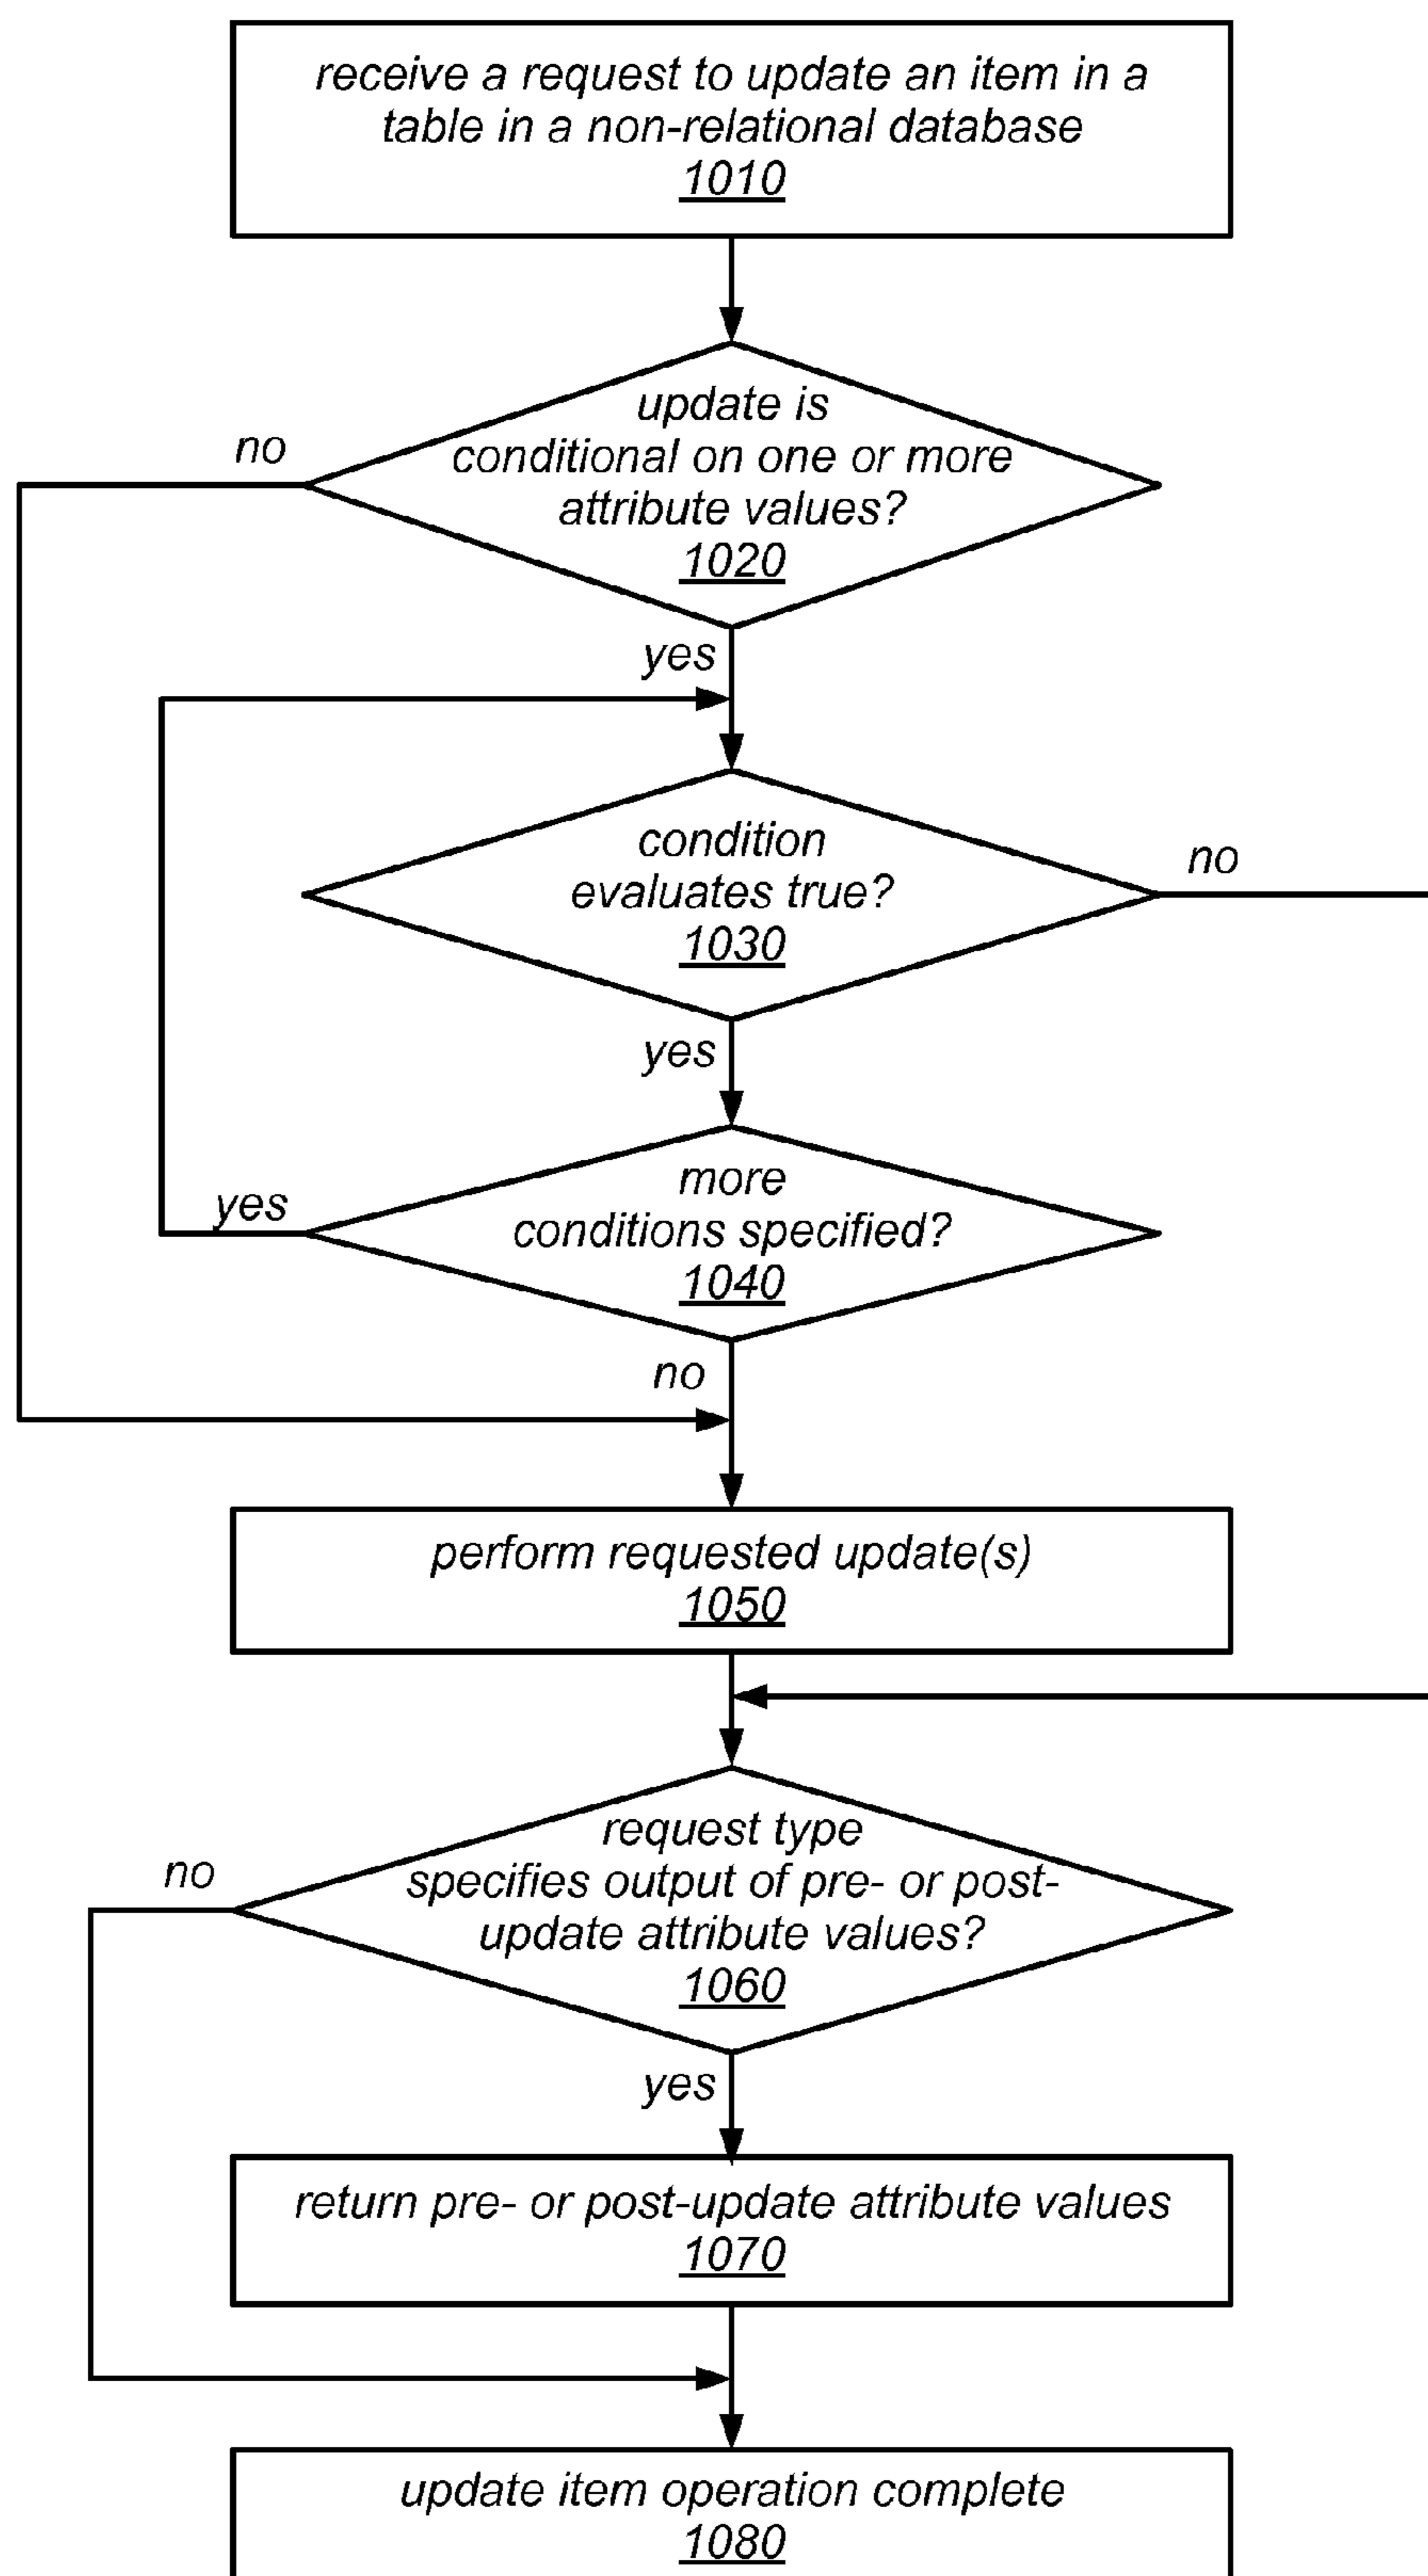 receive a request to update an item in a
table in a non-relational database
1010
update is
conditional on one or more
attribute values?
1020
no
yes
condition
evaluates true?
1030
no
yes
more
conditions specified?
1040
yes
no
perform requested update(s)
1050
request type
specifies output of pre- or post-
update attribute values?
1060
no
yes
return pre- or post-update attribute values
1070
update item operation complete
1080